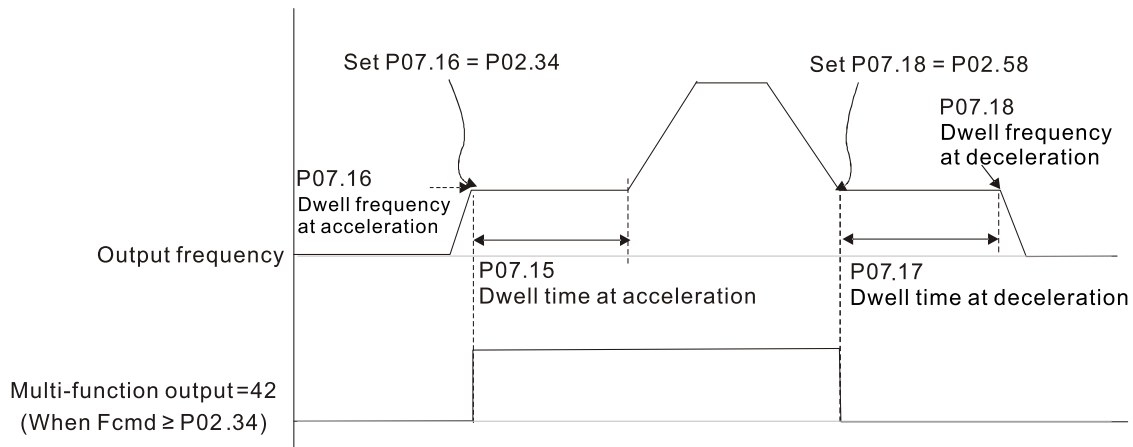 Set P07.16 = P02.34
Set P07.18 = P02.58
P07.18
Dwell frequency
at deceleration
P07.16
Dwell frequency
at acceleration
Output frequency
P07.15
Dwell time at acceleration
P07.17
Dwell time at deceleration
Multi-function output=42
(When Fcmd ≥ P02.34)